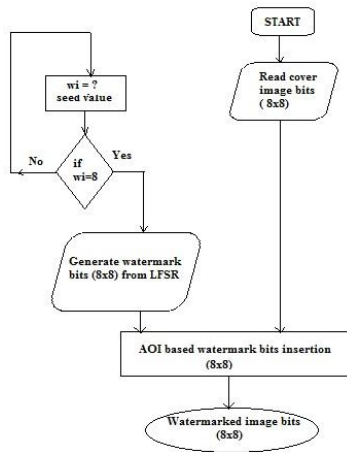 START
Read cover
image bits
( 8x8)
wi = ?
seed value
if
wi=8
No
Yes
Generate watermark
bits (8x8) from LFSR
AOI based watermark bits insertion
(8x8)
Watermarked image bits
(8x8)